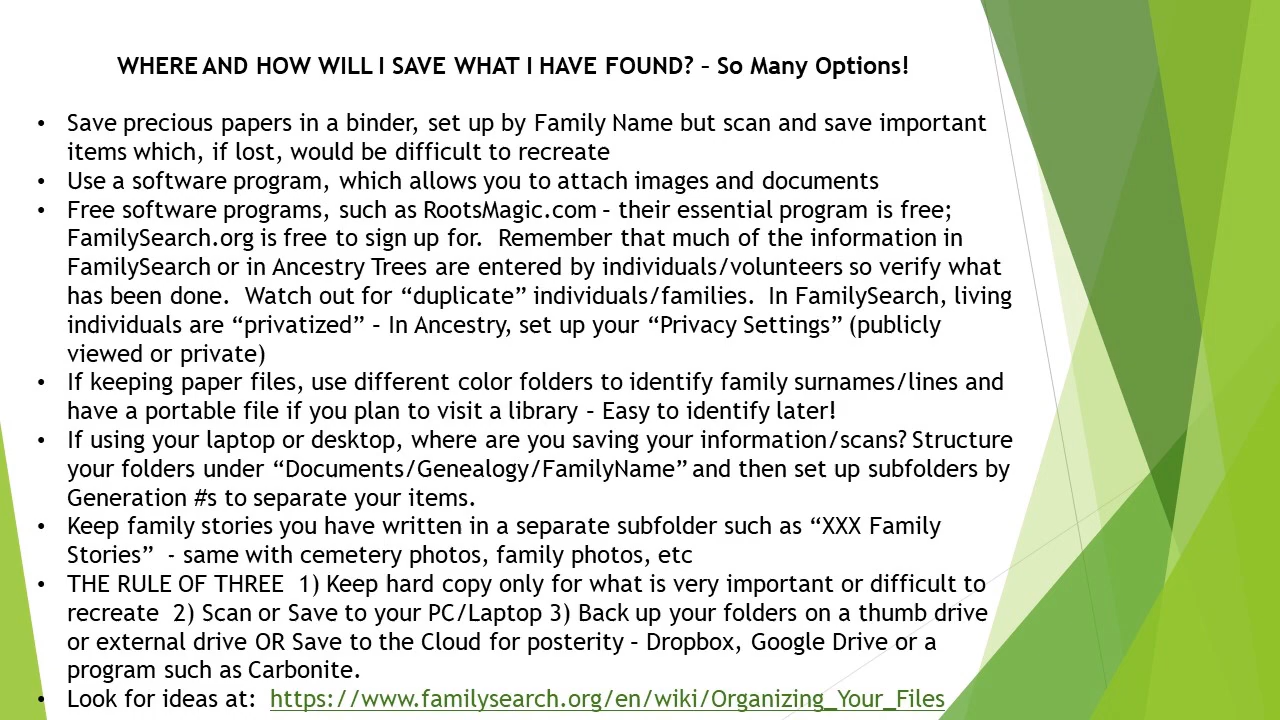 WHERE AND HOW WILL I SAVE WHAT I HAVE FOUND? – So Many Options!
• Save precious papers in a binder, set up by Family Name but scan and save important
items which, if lost, would be difficult to recreate
• Use a software program, which allows you to attach images and documents
• Free software programs, such as RootsMagic.com – their essential program is free;
FamilySearch.org is free to sign up for.  Remember that much of the information in
FamilySearch or in Ancestry Trees are entered by individuals/volunteers so verify what
has been done.  Watch out for “duplicate” individuals/families.  In FamilySearch, living
individuals are “privatized” – In Ancestry, set up your “Privacy Settings” (publicly
viewed or private)
• If keeping paper files, use different color folders to identify family surnames/lines and
have a portable file if you plan to visit a library – Easy to identify later!
• If using your laptop or desktop, where are you saving your information/scans? Structure
your folders under “Documents/Genealogy/FamilyName” and then set up subfolders by
Generation #s to separate your items.
• Keep family stories you have written in a separate subfolder such as “XXX Family
Stories”  - same with cemetery photos, family photos, etc
• THE RULE OF THREE  1) Keep hard copy only for what is very important or difficult to
recreate  2) Scan or Save to your PC/Laptop 3) Back up your folders on a thumb drive
or external drive OR Save to the Cloud for posterity – Dropbox, Google Drive or a
program such as Carbonite.
• Look for ideas at:  https://www.familysearch.org/en/wiki/Organizing_Your_Files